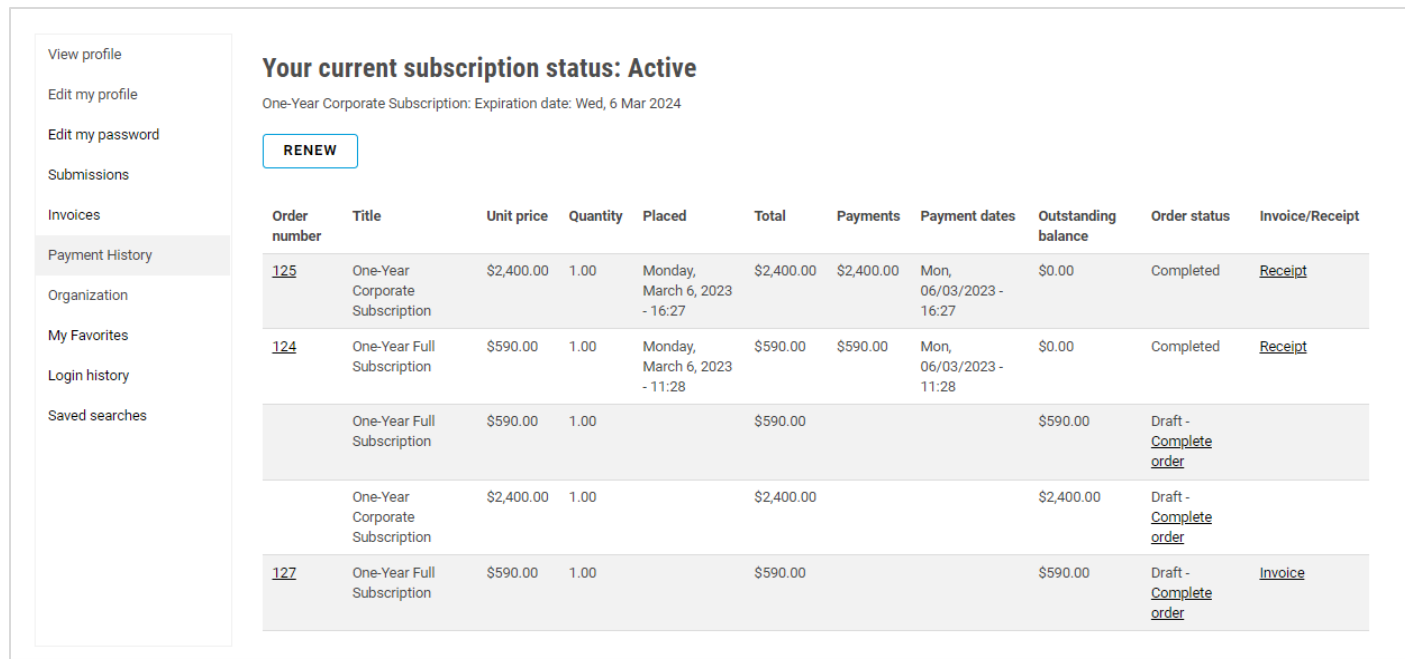 View profile
Edit my profile
Edit my password
Submissions
Invoices
Payment History
Organization
My Favorites
Login history
Saved searches
Your current subscription status: Active
One-Year Corporate Subscription: Expiration date: Wed, 6 Mar 2024
RENEW
Order number Title Unit price Quantity Placed Total Payments Payment dates Outstanding balance Order status Invoice/Receipt
125 One-Year Corporate Subscription $2,400.00 1.00 Monday, March 6, 2023 - 16:27 $2,400.00 $2,400.00 Mon, 06/03/2023 - 16:27 $0.00 Completed Receipt
124 One-Year Full Subscription $590.00 1.00 Monday, March 6, 2023 - 11:28 $590.00 $590.00 Mon, 06/03/2023 - 11:28 $0.00 Completed Receipt
One-Year Full Subscription $590.00 1.00 $590.00 $590.00 Draft - Complete order
One-Year Corporate Subscription $2,400.00 1.00 $2,400.00 $2,400.00 Draft - Complete order
127 One-Year Full Subscription $590.00 1.00 $590.00 $590.00 Draft - Complete order Invoice